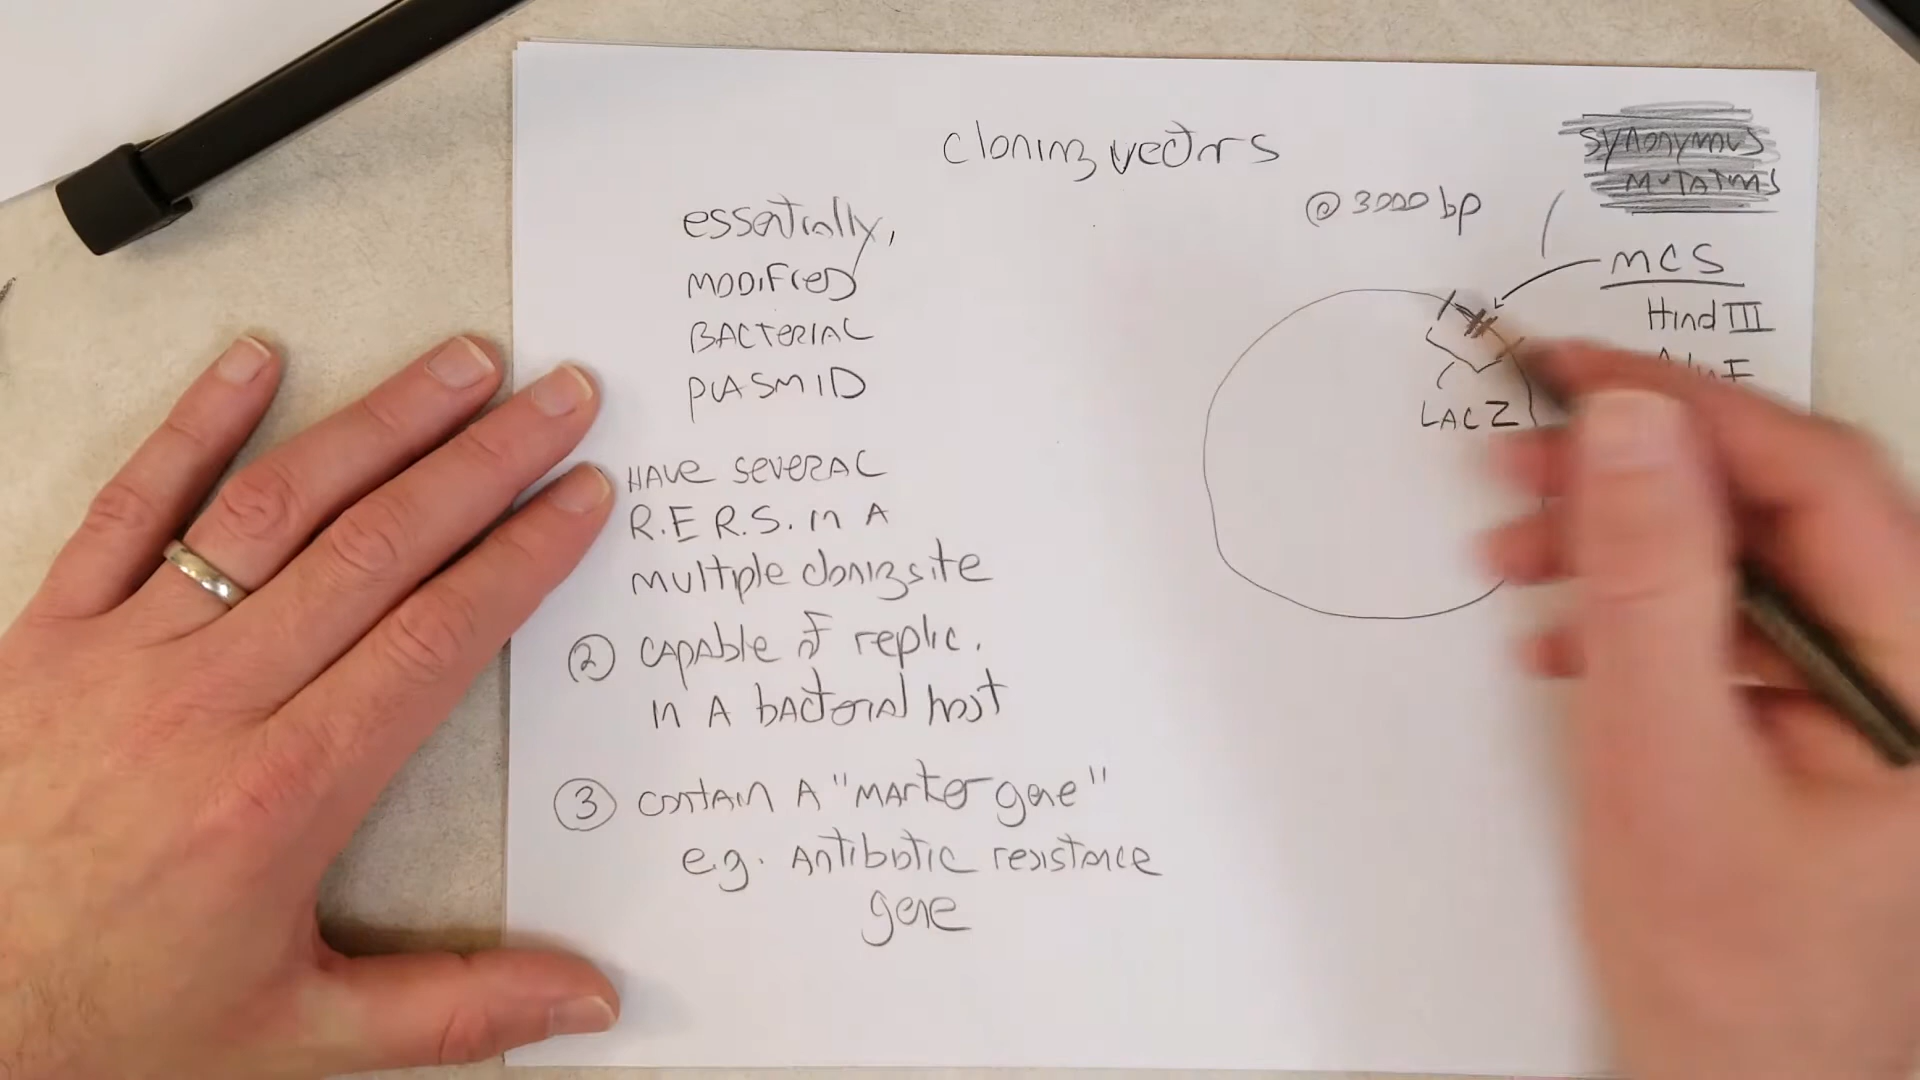 cloning vectors
essentially,
MODIFIED
BACTERIAL
PLASMID
HAVE SEVERAL
R.E.R.S. IN A
multiple cloning site
② capable of replic.
IN A bacterial host
③ contain A "marker gene"
e.g. Antibiotic resistance
gene
@ 3000 bp
SYNONYMOUS
MUTATIONS
MCS
Hind III
LAC Z